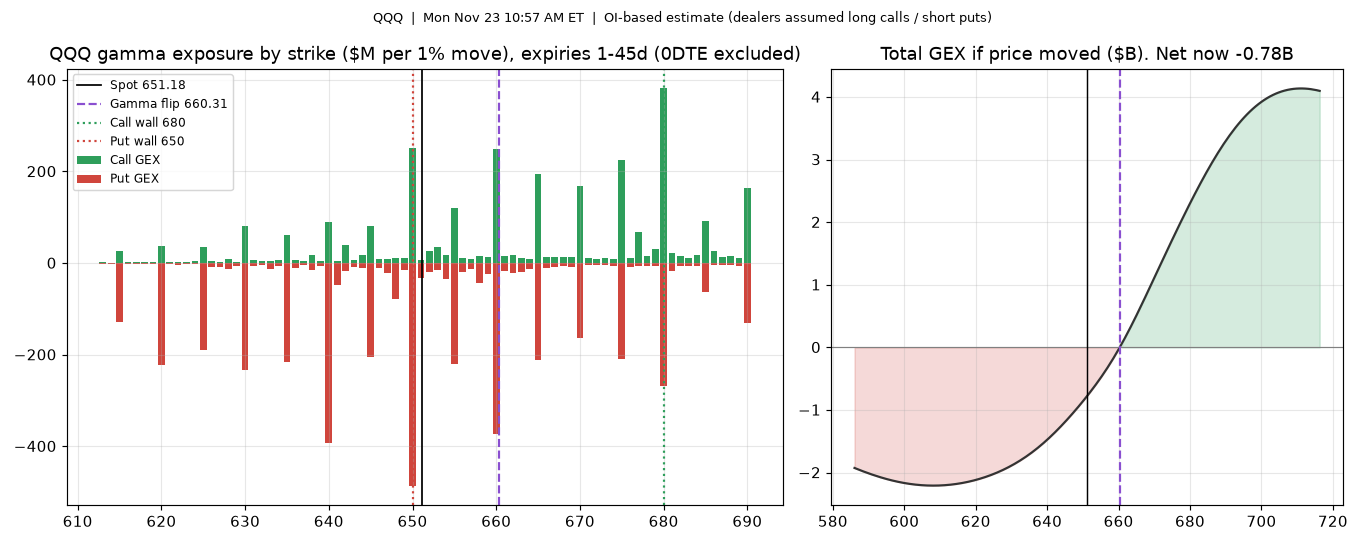 QQQ | Mon Nov 23 10:57 AM ET | OI-based estimate (dealers assumed long calls / short puts)
QQQ gamma exposure by strike ($M per 1% move), expiries 1-45d (0DTE excluded)
400
200
0
−200
−400
610 620 630 640 650 660 670 680 690
Spot 651.18
Gamma flip 660.31
Call wall 680
Put wall 650
Call GEX
Put GEX
Total GEX if price moved ($B). Net now -0.78B
4
3
2
1
0
−1
−2
580 600 620 640 660 680 700 720